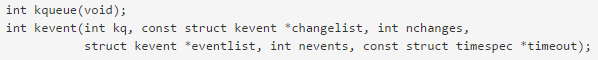 int kqueue(void);
int kevent(int kq, const struct kevent *changelist, int nchanges,
           struct kevent *eventlist, int nevents, const struct timespec *timeout);